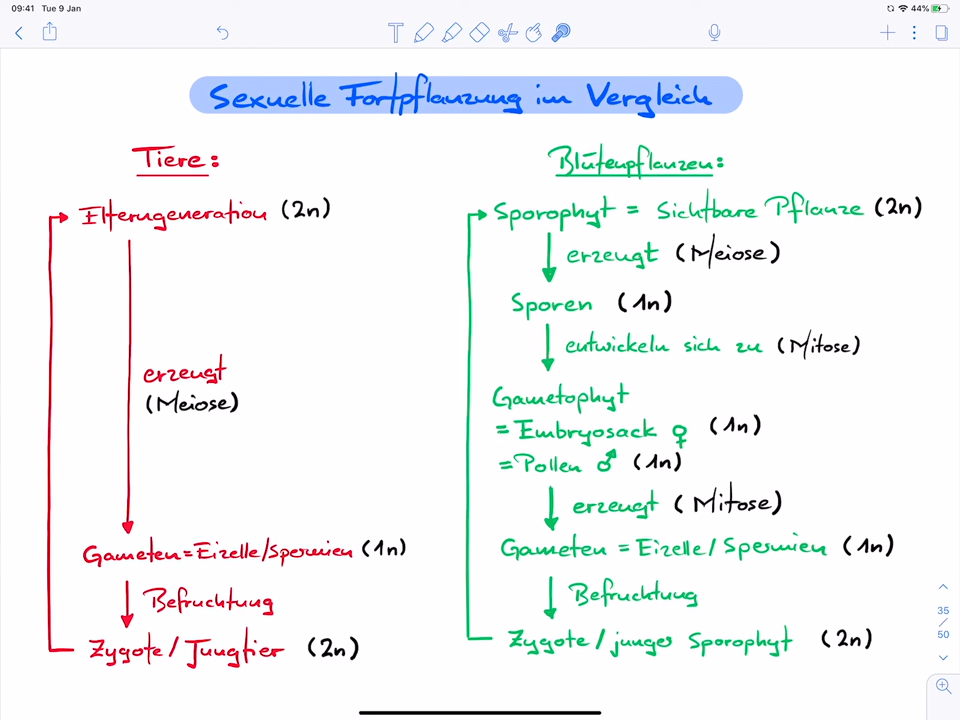 09:41 Tue 9 Jan
44%
Sexuelle Fortpflanzung im Vergleich
Tiere:
Elterngeneration (2n)
erzeugt
(Meiose)
Gameten=Eizelle/Spermien (1n)
Befruchtung
Zygote/Jungtier (2n)
Blütenpflanzen:
Sporophyt = Sichtbare Pflanze (2n)
erzeugt (Meiose)
Sporen (1n)
entwickeln sich zu (Mitose)
Gametophyt
=Embryosack ♀ (1n)
=Pollen ♂ (1n)
erzeugt (Mitose)
Gameten = Eizelle/Spermien (1n)
Befruchtung
Zygote/junger Sporophyt (2n)
35
/
50